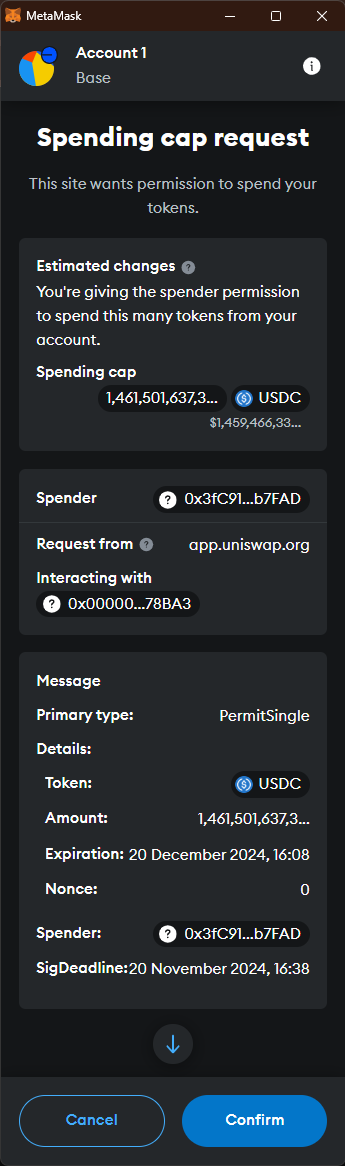 MetaMask
Account 1
Base
Spending cap request
This site wants permission to spend your
tokens.
Estimated changes
You're giving the spender permission
to spend this many tokens from your
account.
Spending cap
1,461,501,637,3... USDC
$1,459,466,33...
Spender 0x3fC91...b7FAD
Request from app.uniswap.org
Interacting with
0x00000...78BA3
Message
Primary type: PermitSingle
Details:
Token: USDC
Amount: 1,461,501,637,3...
Expiration: 20 December 2024, 16:08
Nonce: 0
Spender: 0x3fC91...b7FAD
SigDeadline: 20 November 2024, 16:38
Cancel Confirm